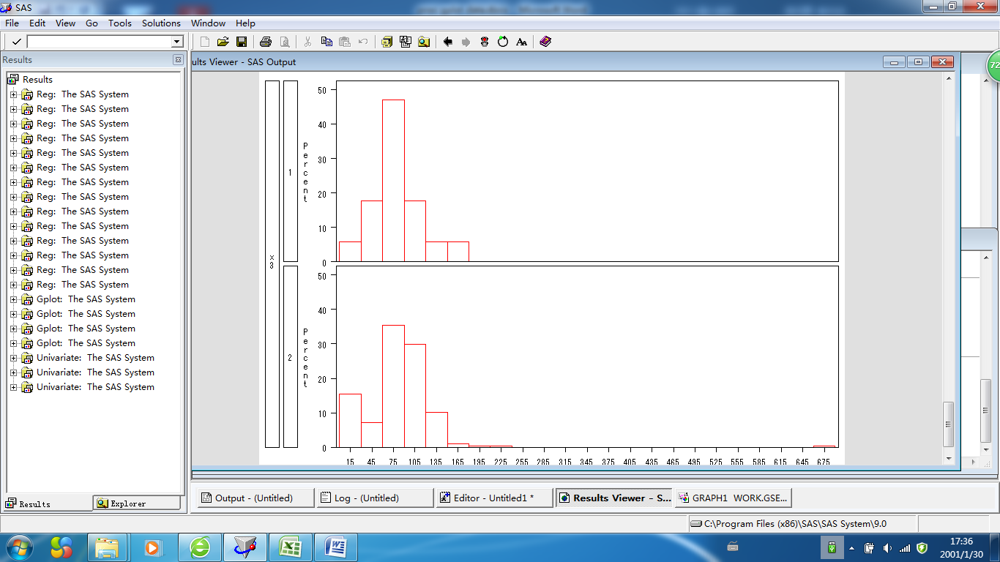 SAS
File Edit View Go Tools Solutions Window Help
Results
ults Viewer - SAS Output
72
Results
Reg: The SAS System
Reg: The SAS System
Reg: The SAS System
Reg: The SAS System
Reg: The SAS System
Reg: The SAS System
Reg: The SAS System
Reg: The SAS System
Reg: The SAS System
Reg: The SAS System
Reg: The SAS System
Reg: The SAS System
Reg: The SAS System
Reg: The SAS System
Gplot: The SAS System
Gplot: The SAS System
Gplot: The SAS System
Gplot: The SAS System
Univariate: The SAS System
Univariate: The SAS System
Univariate: The SAS System
Results Explorer
x3
1
Percent
50
40
30
20
10
0
2
Percent
50
40
30
20
10
0
15 45 75 105 135 165 195 225 255 285 315 345 375 405 435 465 495 525 555 585 615 645 675
Output - (Untitled) Log - (Untitled) Editor - Untitled1 * Results Viewer - S... GRAPH1 WORK.GSE...
C:\Program Files (x86)\SAS\SAS System\9.0
17:36
2001/1/30